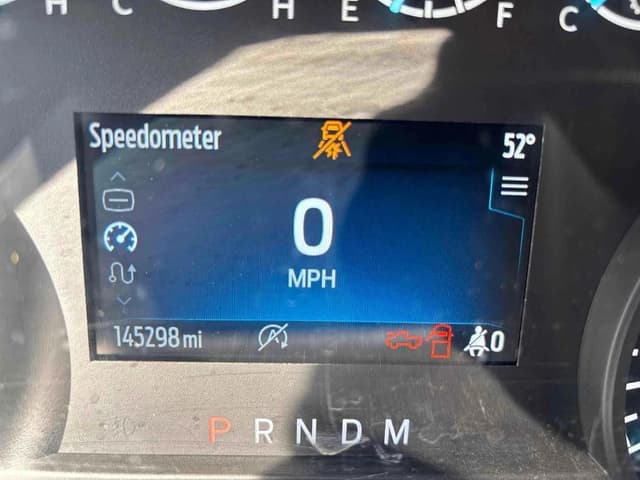 H C H E F C
Speedometer 52°
0
MPH
145298 mi 0
P R N D M